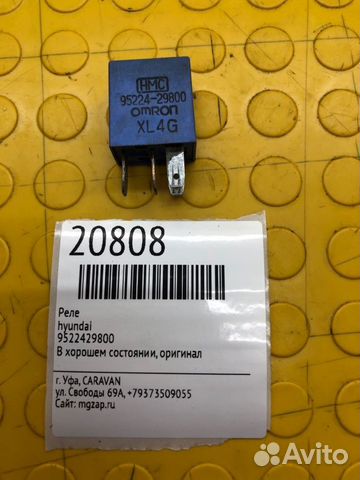 HMC
95224-29800
omron
XL4G
20808
Реле
hyundai
9522429800
В хорошем состоянии, оригинал
г. Уфа, CARAVAN
ул. Свободы 69А, +79373509055
Сайт: mgzap.ru
Avito